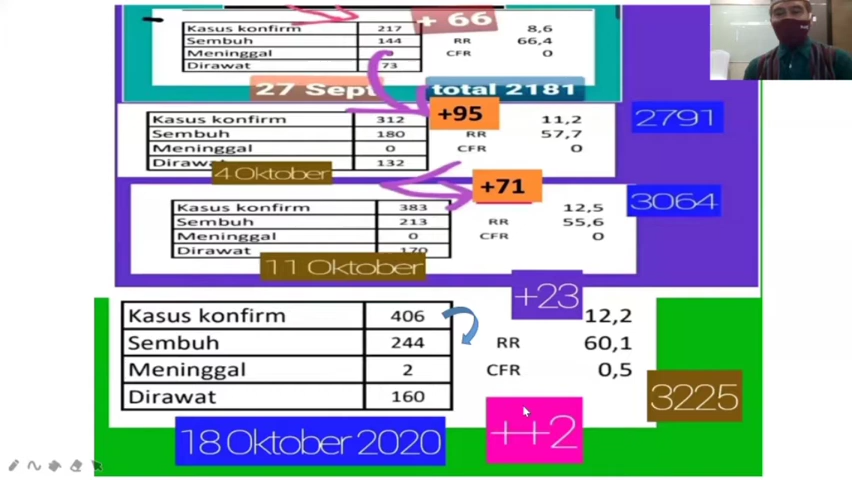 + 66
Kasus konfirm 217 8,6
Sembuh 144 RR 66,4
Meninggal CFR 0
Dirawat 73
27 Sept total 2181
Kasus konfirm 312 +95 11,2 2791
Sembuh 180 RR 57,7
Meninggal 0 CFR 0
Dirawat 132
4 Oktober
+71
Kasus konfirm 383 12,5 3064
Sembuh 213 RR 55,6
Meninggal 0 CFR 0
Dirawat 170
11 Oktober
+23
Kasus konfirm 406 12,2
Sembuh 244 RR 60,1
Meninggal 2 CFR 0,5
Dirawat 160 3225
18 Oktober 2020 ++2